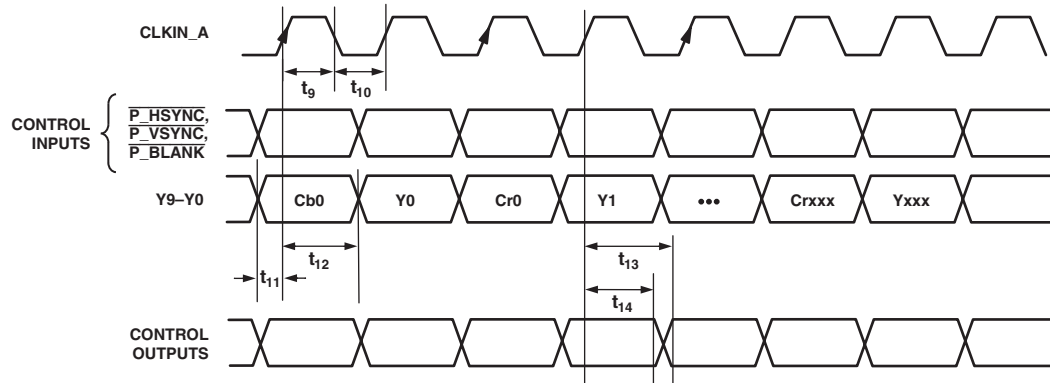 CLKIN_A
t9
t10
CONTROL
INPUTS
P_HSYNC,
P_VSYNC,
P_BLANK
Y9–Y0
Cb0
Y0
Cr0
Y1
•••
Crxxx
Yxxx
t12
t11
t13
t14
CONTROL
OUTPUTS